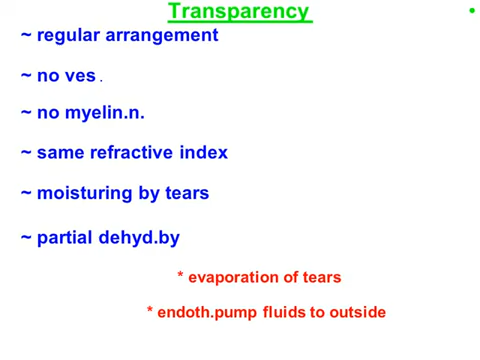 Transparency •
~ regular arrangement
~ no ves .
~ no myelin.n.
~ same refractive index
~ moisturing by tears
~ partial dehyd.by
* evaporation of tears
* endoth.pump fluids to outside